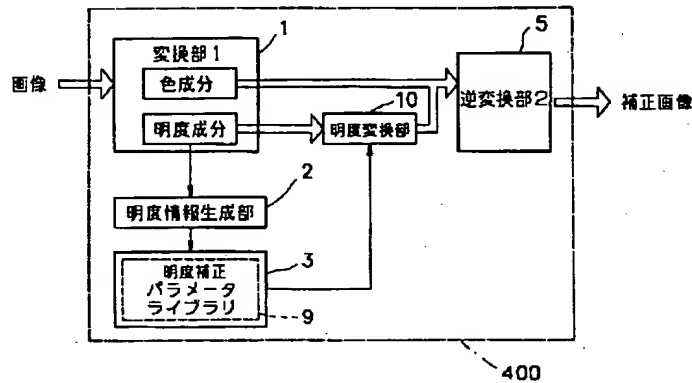 1
5
変換部1
画像
色成分
10
逆変換部2
補正画像
明度成分
明度変換部
2
明度情報生成部
3
明度補正
パラメータ
ライブラリ
9
400